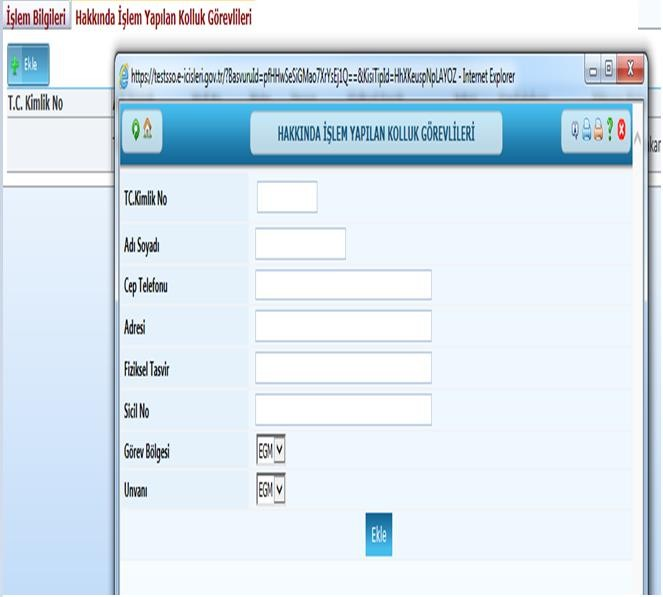 İşlem Bilgileri Hakkında İşlem Yapılan Kolluk Görevlileri
Ekle
https://testsso.e-icisleri.gov.tr/?BasvuruId=pfHHwSeSiGMao7XrYsEj1Q==&KisiTipId=HhXKeuspNpLAYOZ - Internet Explorer
T.C. Kimlik No
HAKKINDA İŞLEM YAPILAN KOLLUK GÖREVLİLERİ
TC.Kimlik No
Adı Soyadı
Cep Telefonu
Adresi
Fiziksel Tasvir
Sicil No
Görev Bölgesi EGM
Unvanı EGM
Ekle